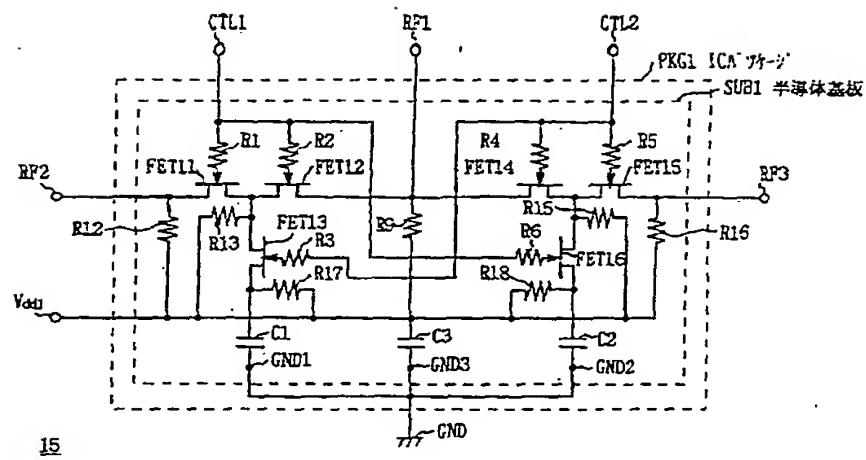 CTL1 RF1 CTL2
PKG1 ICパッケージ
SUB1 半導体基板
R1 R2 R4 R5
FET11 FET12 FET14 FET15
RF2 RF3
R12 R13 FET13 R3 R9 R6 R15 R16
R17 R18 FET16
Vdd1
C1 C3 C2
GND1 GND3 GND2
GND
15